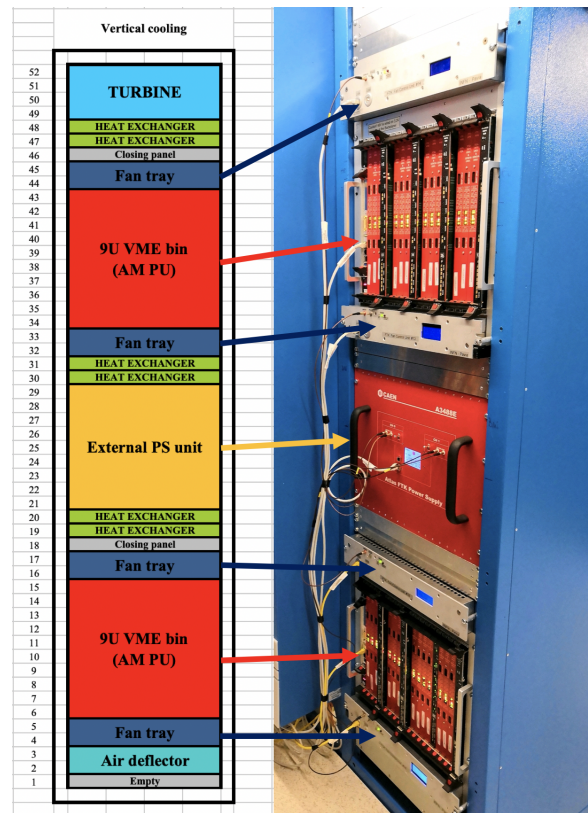 Vertical cooling
52
51
50
49
TURBINE
48
HEAT EXCHANGER
47
HEAT EXCHANGER
46
Closing panel
45
44
Fan tray
43
42
41
40
39
38
37
36
35
34
9U VME bin
(AM PU)
33
32
Fan tray
31
HEAT EXCHANGER
30
HEAT EXCHANGER
29
28
27
26
25
24
23
22
21
External PS unit
20
HEAT EXCHANGER
19
HEAT EXCHANGER
18
Closing panel
17
16
Fan tray
15
14
13
12
11
10
9
8
7
6
9U VME bin
(AM PU)
5
4
Fan tray
3
2
Air deflector
1
Empty
CAEN
A3488E
Atlas FTK Power Supply